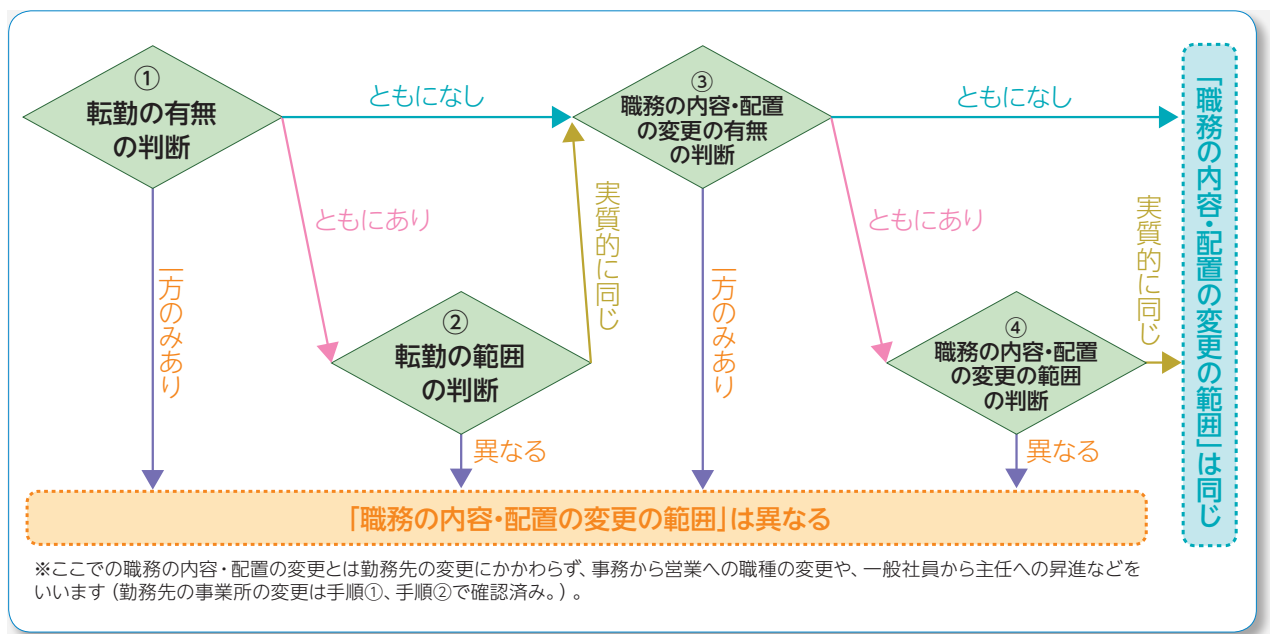 ①
転勤の有無
の判断
ともになし
③
職務の内容・配置
の変更の有無
の判断
ともになし
ともにあり
実質的に同じ
ともにあり
実質的に同じ
一方のみあり
②
転勤の範囲
の判断
一方のみあり
④
職務の内容・配置
の変更の範囲
の判断
異なる
異なる
「職務の内容・配置の変更の範囲」は同じ
「職務の内容・配置の変更の範囲」は異なる
※ここでの職務の内容・配置の変更とは勤務先の変更にかかわらず、事務から営業への職種の変更や、一般社員から主任への昇進などを
いいます（勤務先の事業所の変更は手順①、手順②で確認済み。）。